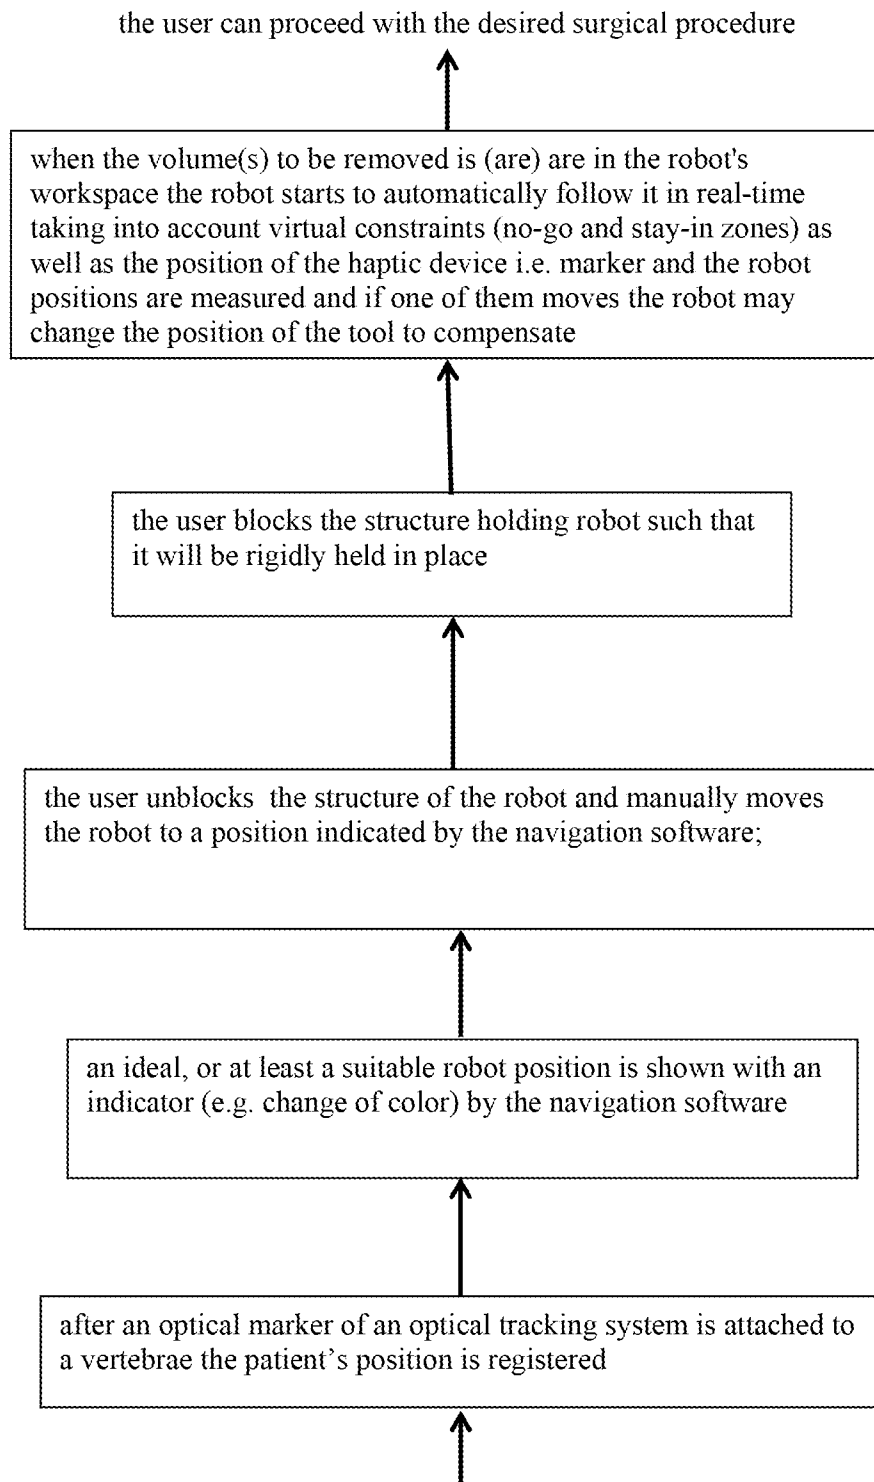 the user can proceed with the desired surgical procedure
when the volume(s) to be removed is (are) are in the robot's
workspace the robot starts to automatically follow it in real-time
taking into account virtual constraints (no-go and stay-in zones) as
well as the position of the haptic device i.e. marker and the robot
positions are measured and if one of them moves the robot may
change the position of the tool to compensate
the user blocks the structure holding robot such that
it will be rigidly held in place
the user unblocks the structure of the robot and manually moves
the robot to a position indicated by the navigation software;
an ideal, or at least a suitable robot position is shown with an
indicator (e.g. change of color) by the navigation software
after an optical marker of an optical tracking system is attached to
a vertebrae the patient's position is registered